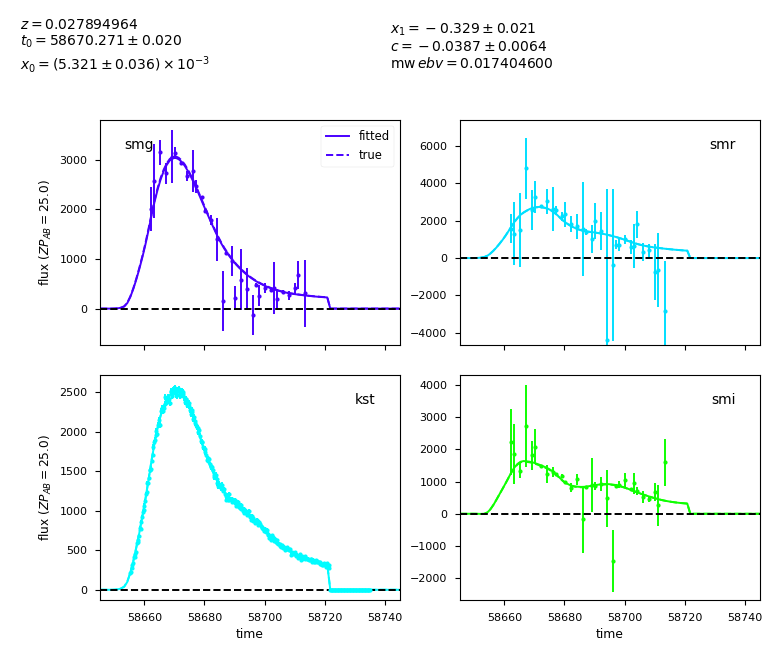 z = 0.027894964
t₀ = 58670.271 ± 0.020
x₀ = (5.321 ± 0.036) × 10⁻³
x₁ = −0.329 ± 0.021
c = −0.0387 ± 0.0064
mw ebv = 0.017404600
smg
fitted
true
3000
2000
1000
0
flux (ZP_AB = 25.0)
smr
6000
4000
2000
0
−2000
−4000
kst
2500
2000
1500
1000
500
0
flux (ZP_AB = 25.0)
58660 58680 58700 58720 58740
time
smi
4000
3000
2000
1000
0
−1000
−2000
58660 58680 58700 58720 58740
time